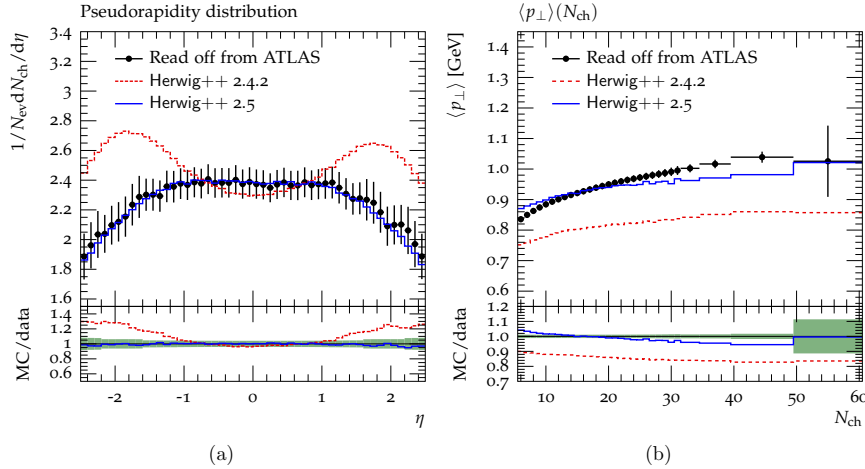 Pseudorapidity distribution
1/N_ev dN_ch/dη
3.4
3.2
3
2.8
2.6
2.4
2.2
2
1.8
1.6
Read off from ATLAS
Herwig++ 2.4.2
Herwig++ 2.5
MC/data
1.4
1.2
1
0.8
0.6
-2
-1
0
1
2
η
(a)
⟨p⊥⟩(N_ch)
⟨p⊥⟩ [GeV]
1.4
1.3
1.2
1.1
1.0
0.9
0.8
0.7
0.6
Read off from ATLAS
Herwig++ 2.4.2
Herwig++ 2.5
MC/data
1.2
1.1
1.0
0.9
0.8
0.7
10
20
30
40
50
60
N_ch
(b)